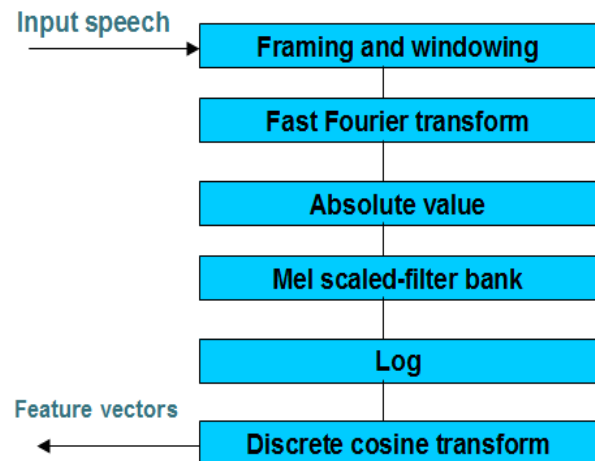 Input speech
Framing and windowing
Fast Fourier transform
Absolute value
Mel scaled-filter bank
Log
Feature vectors
Discrete cosine transform